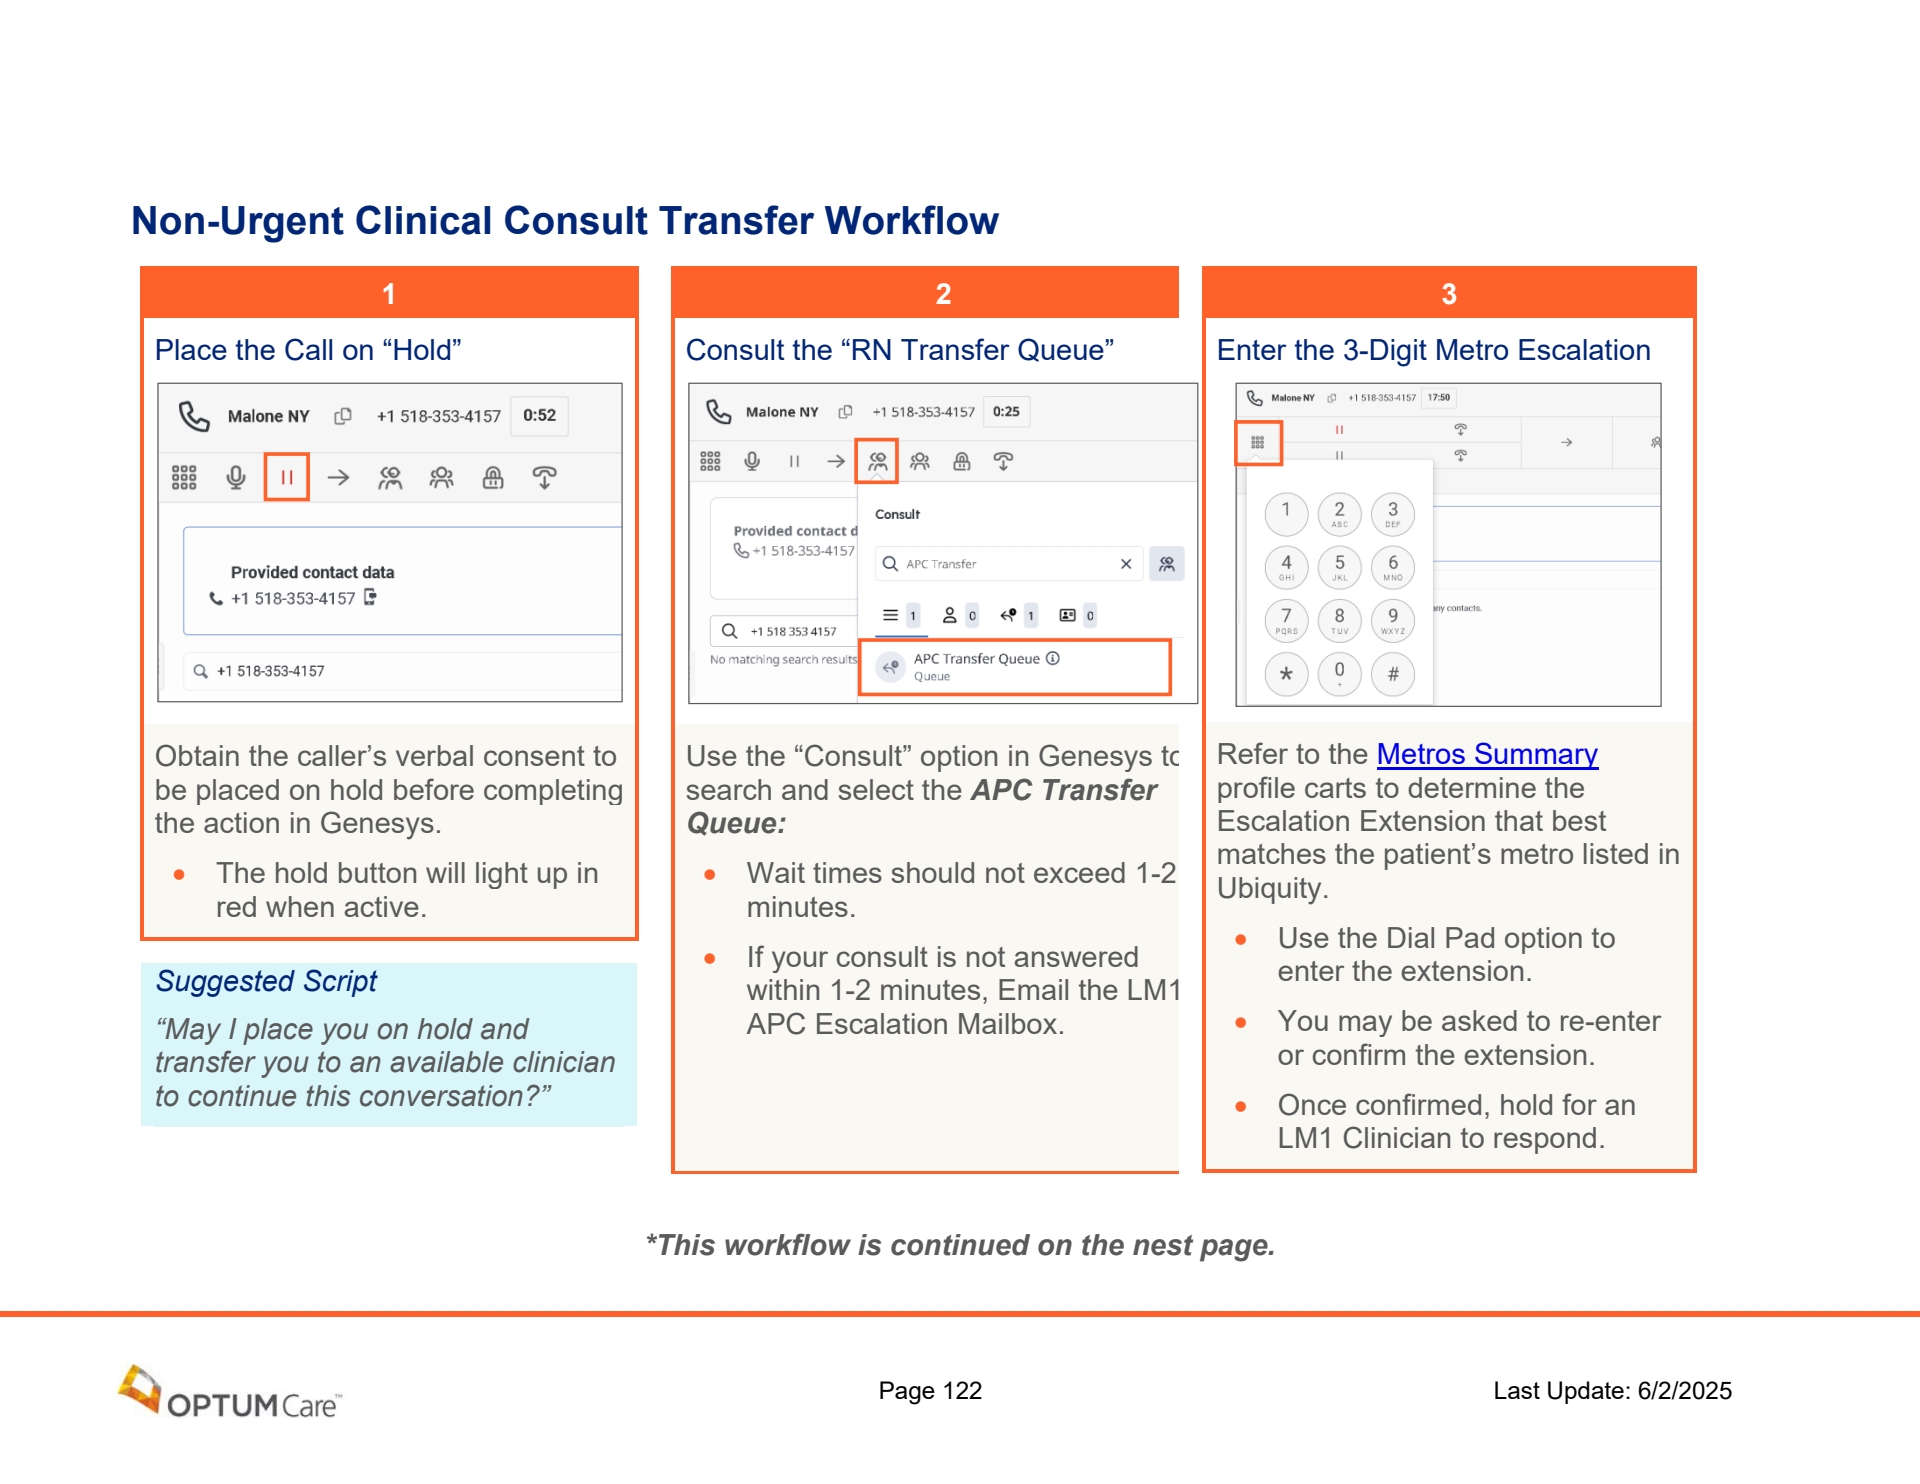 Non-Urgent Clinical Consult Transfer Workflow
1
Place the Call on “Hold”
Malone NY +1 518-353-4157 0:52
Provided contact data
+1 518-353-4157
+1 518-353-4157
Obtain the caller’s verbal consent to
be placed on hold before completing
the action in Genesys.
• The hold button will light up in
red when active.
Suggested Script
“May I place you on hold and
transfer you to an available clinician
to continue this conversation?”
2
Consult the “RN Transfer Queue”
Malone NY +1 518-353-4157 0:25
Provided contact d
+1 518-353-4157
+1 518 353 4157
No matching search results
Consult
APC Transfer
1 0 1 0
APC Transfer Queue
Queue
Use the “Consult” option in Genesys to
search and select the APC Transfer
Queue:
• Wait times should not exceed 1-2
minutes.
• If your consult is not answered
within 1-2 minutes, Email the LM1
APC Escalation Mailbox.
3
Enter the 3-Digit Metro Escalation
Malone NY +1 518-353-4157 17:50
1 2 3
ABC DEF
4 5 6
GHI JKL MNO
7 8 9
PQRS TUV WXYZ
* 0 #
+
any contacts.
Refer to the Metros Summary
profile carts to determine the
Escalation Extension that best
matches the patient’s metro listed in
Ubiquity.
• Use the Dial Pad option to
enter the extension.
• You may be asked to re-enter
or confirm the extension.
• Once confirmed, hold for an
LM1 Clinician to respond.
*This workflow is continued on the nest page.
OPTUM Care™
Page 122
Last Update: 6/2/2025